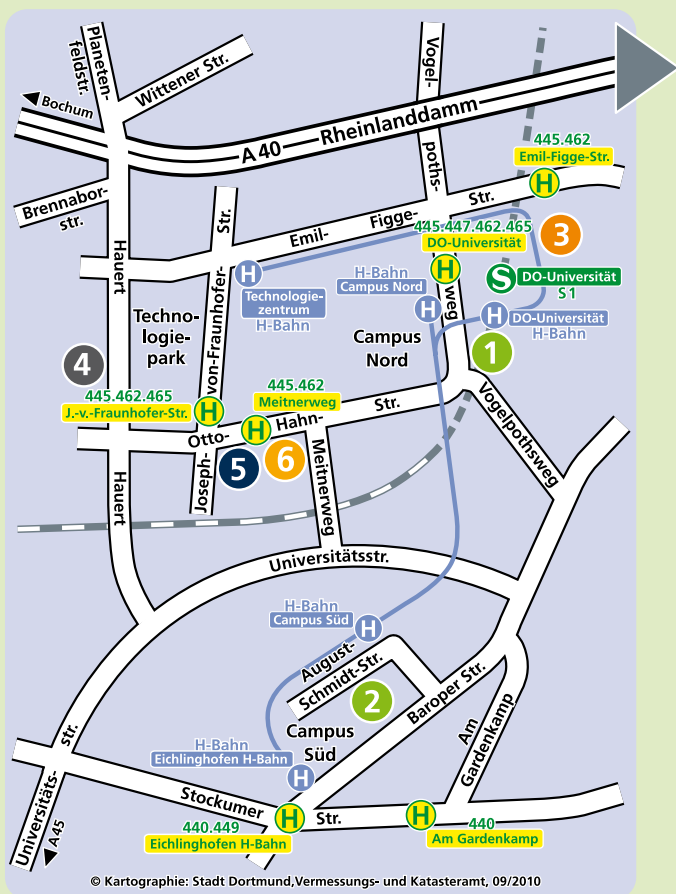 Planeten-
feldstr.
Wittener Str.
Bochum
Vogel-
poths-
weg
A 40
Rheinlanddamm
445.462
Emil-Figge-Str.
Brennabor-
str.
Hauert
Str.
Emil-
Figge-
Str.
445.447.462.465
DO-Universität
H
H
3
H-Bahn
Campus Nord
H
S
DO-Universität
S 1
H
Technologie-
zentrum
H-Bahn
H
DO-Universität
H-Bahn
Techno-
logie-
park
von-Fraunhofer-
Campus
Nord
1
4
445.462.465
J.-v.-Fraunhofer-Str.
H
445.462
Meitnerweg
H
Otto-
Hahn-
Str.
Vogelpothsweg
5
6
Joseph-
Hauert
Meitnerweg
Universitätsstr.
H-Bahn
Campus Süd
H
August-
Schmidt-Str.
2
Baroper Str.
Am
Gardenkamp
Campus
Süd
H-Bahn
Eichlinghofen H-Bahn
H
Universitäts-
str.
A45
Stockumer
Str.
H
440.449
Eichlinghofen H-Bahn
H
440
Am Gardenkamp
© Kartographie: Stadt Dortmund,Vermessungs- und Katasteramt, 09/2010